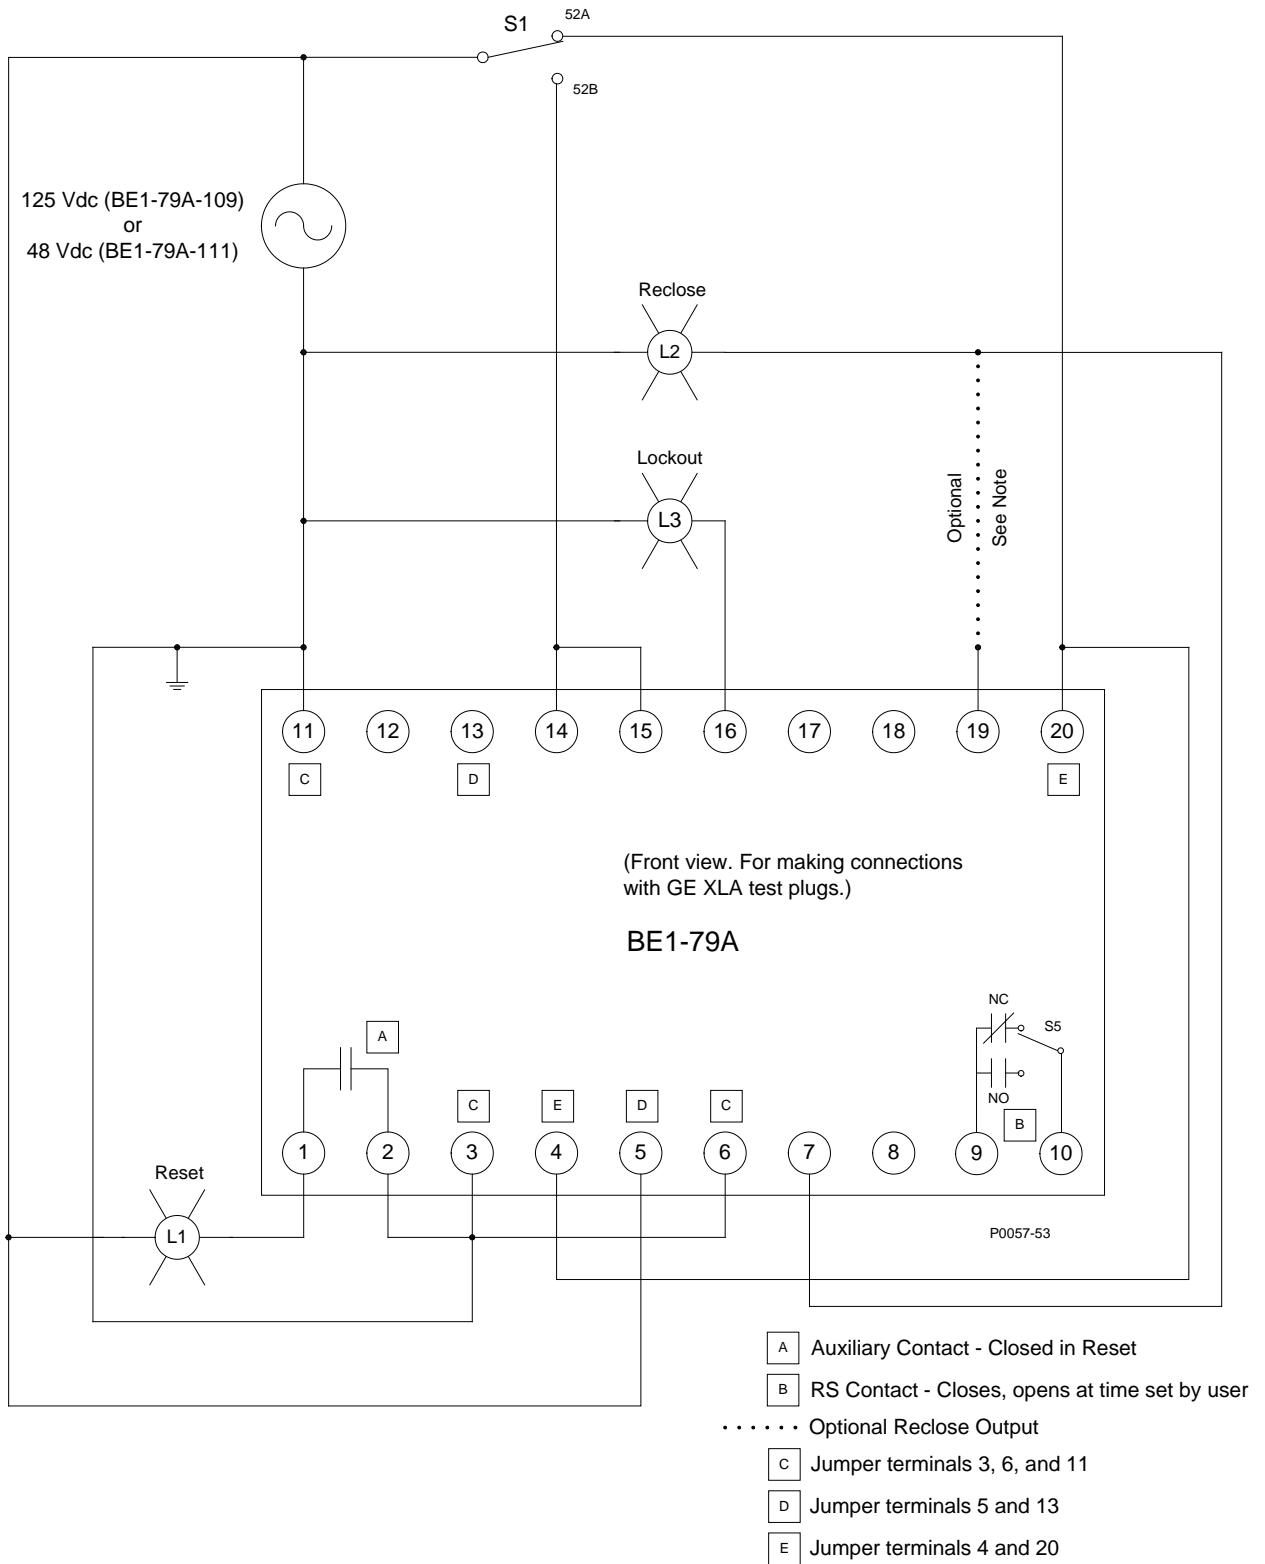 S1
52A
52B
125 Vdc (BE1-79A-109)
or
48 Vdc (BE1-79A-111)
Reclose
L2
Lockout
L3
Optional
See Note
11
12
13
14
15
16
17
18
19
20
C
D
E
(Front view. For making connections
with GE XLA test plugs.)
BE1-79A
NC
S5
A
NO
C
E
D
C
B
1
2
3
4
5
6
7
8
9
10
Reset
L1
P0057-53
A Auxiliary Contact - Closed in Reset
B RS Contact - Closes, opens at time set by user
Optional Reclose Output
C Jumper terminals 3, 6, and 11
D Jumper terminals 5 and 13
E Jumper terminals 4 and 20